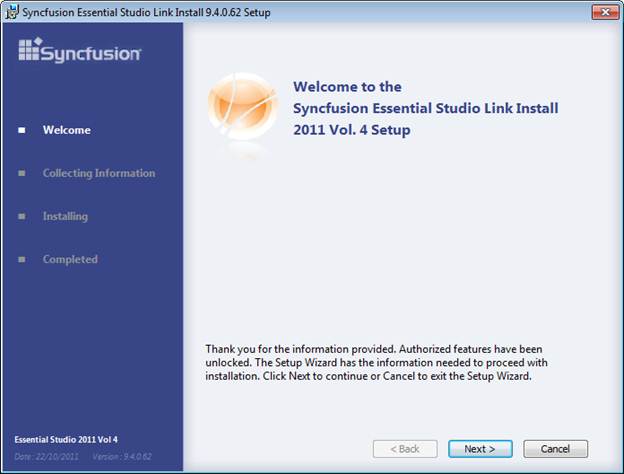 Syncfusion Essential Studio Link Install 9.4.0.62 Setup
Syncfusion
Welcome to the
Syncfusion Essential Studio Link Install
2011 Vol. 4 Setup
Welcome
Collecting Information
Installing
Completed
Thank you for the information provided. Authorized features have been
unlocked. The Setup Wizard has the information needed to proceed with
installation. Click Next to continue or Cancel to exit the Setup Wizard.
Essential Studio 2011 Vol 4
Date : 22/10/2011 Version : 9.4.0.62
< Back Next > Cancel